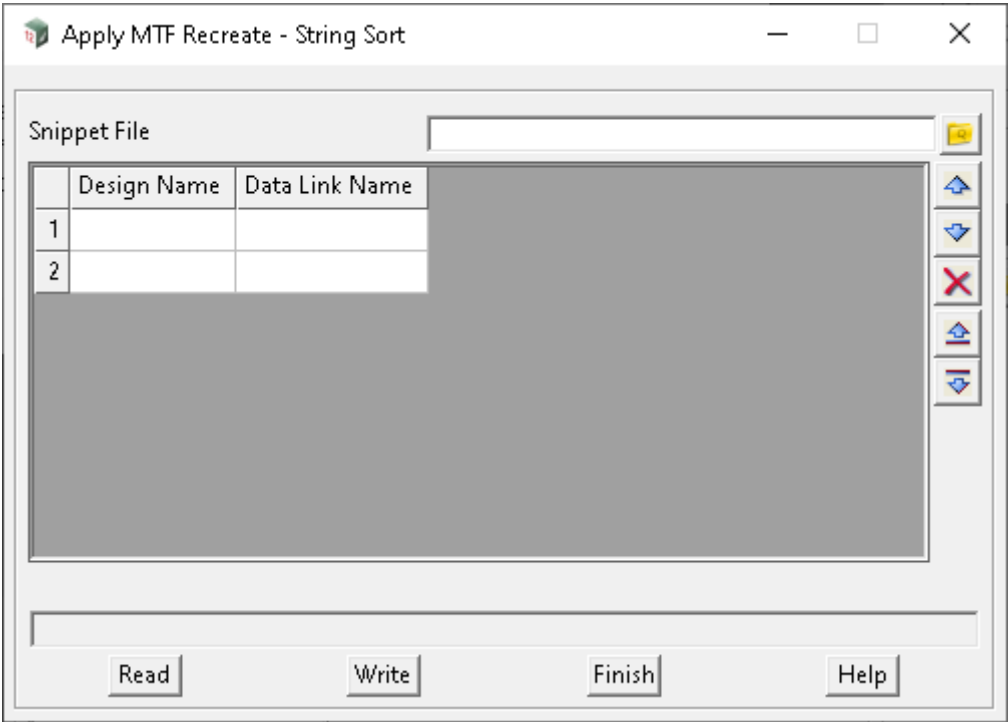 Apply MTF Recreate - String Sort
Snippet File
Design Name Data Link Name
1
2
Read Write Finish Help